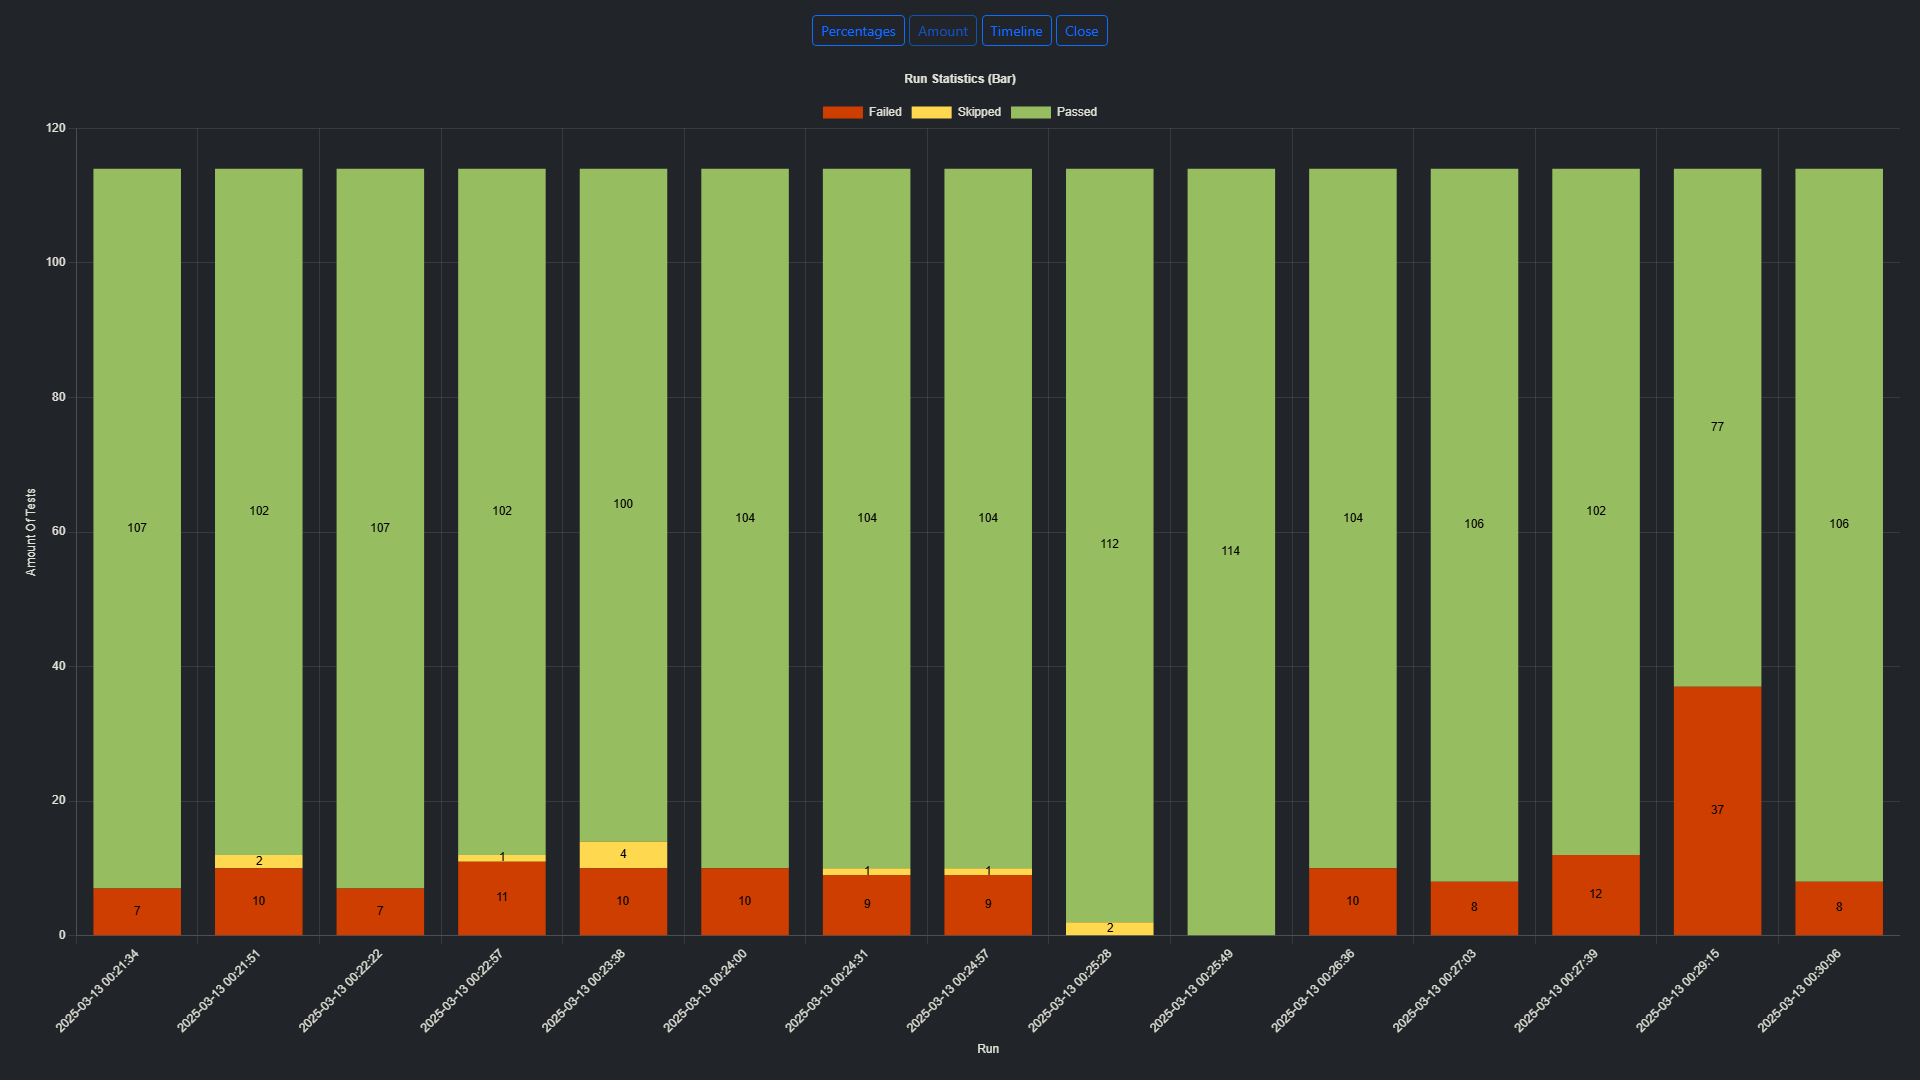 Percentages Amount Timeline Close
Run Statistics (Bar)
Failed Skipped Passed
120
100
80
60
40
20
0
Amount Of Tests
107 102 107 102 100 104 104 104 112 114 104 106 102 77 106
2 1 4 1 1 2
7 10 7 11 10 10 9 9 10 8 12 37 8
2025-03-13 00:21:34
2025-03-13 00:21:51
2025-03-13 00:22:22
2025-03-13 00:22:57
2025-03-13 00:23:38
2025-03-13 00:24:00
2025-03-13 00:24:31
2025-03-13 00:24:57
2025-03-13 00:25:28
2025-03-13 00:25:49
2025-03-13 00:26:36
2025-03-13 00:27:03
2025-03-13 00:27:39
2025-03-13 00:29:15
2025-03-13 00:30:06
Run